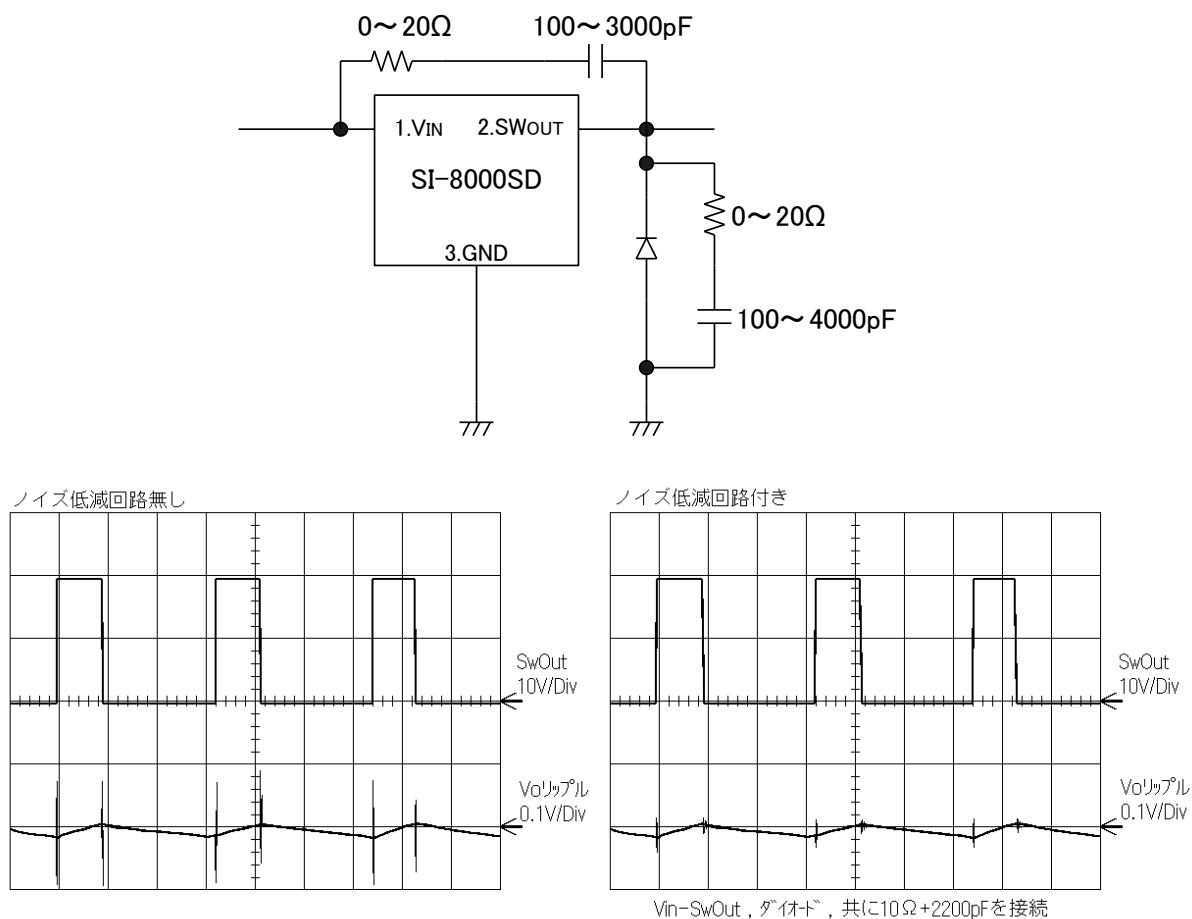 0～20Ω
100～3000pF
1.VIN
2.SWOUT
SI-8000SD
3.GND
0～20Ω
100～4000pF
ノイズ低減回路無し
SwOut
10V/Div
Voリップル
0.1V/Div
ノイズ低減回路付き
SwOut
10V/Div
Voリップル
0.1V/Div
Vin-SwOut , ダイオード , 共に10Ω+2200pFを接続